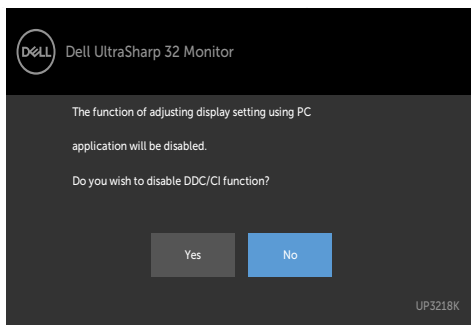 DELL Dell UltraSharp 32 Monitor
The function of adjusting display setting using PC
application will be disabled.
Do you wish to disable DDC/CI function?
Yes No
UP3218K